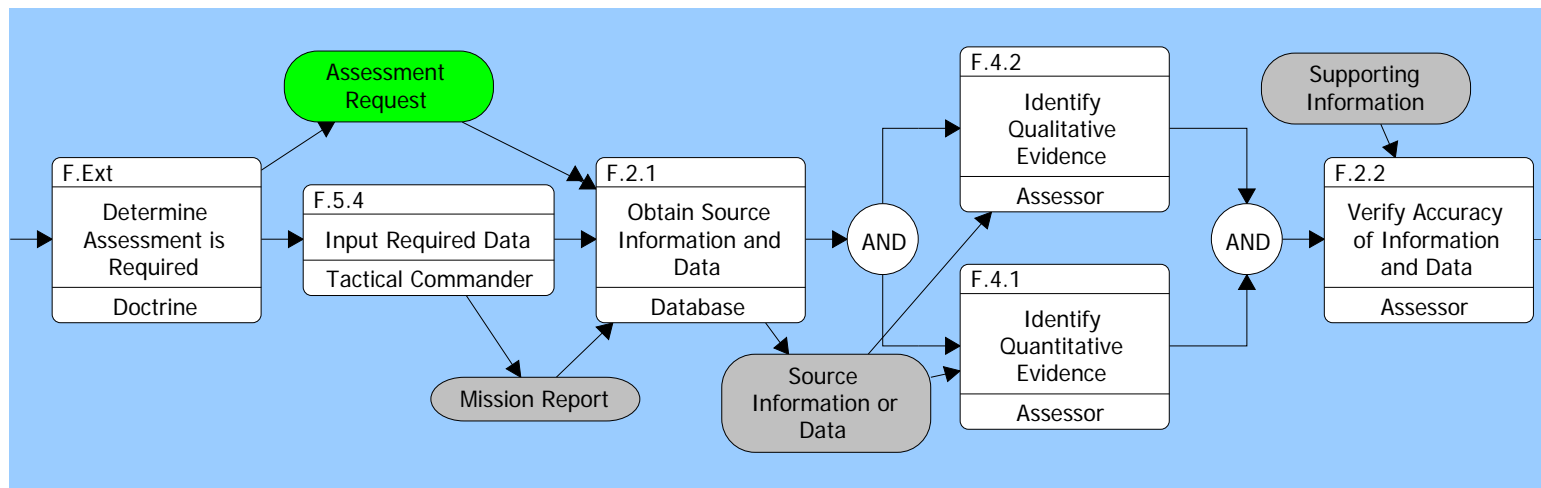 Assessment
Request
F.Ext
Determine
Assessment is
Required
Doctrine
F.5.4
Input Required Data
Tactical Commander
Mission Report
F.2.1
Obtain Source
Information and
Data
Database
Source
Information or
Data
AND
F.4.2
Identify
Qualitative
Evidence
Assessor
F.4.1
Identify
Quantitative
Evidence
Assessor
AND
Supporting
Information
F.2.2
Verify Accuracy
of Information
and Data
Assessor